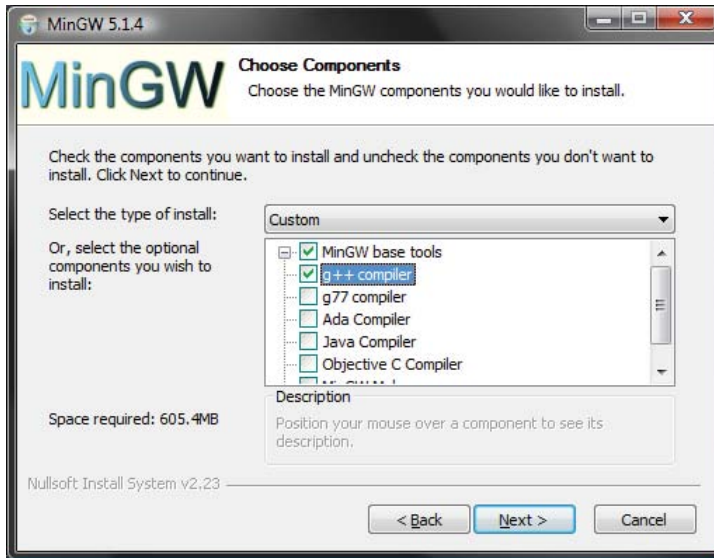 MinGW 5.1.4
MinGW
Choose Components
Choose the MinGW components you would like to install.
Check the components you want to install and uncheck the components you don't want to
install. Click Next to continue.
Select the type of install:
Custom
Or, select the optional
components you wish to
install:
MinGW base tools
g++ compiler
g77 compiler
Ada Compiler
Java Compiler
Objective C Compiler
Space required: 605.4MB
Description
Position your mouse over a component to see its
description.
Nullsoft Install System v2.23
< Back
Next >
Cancel